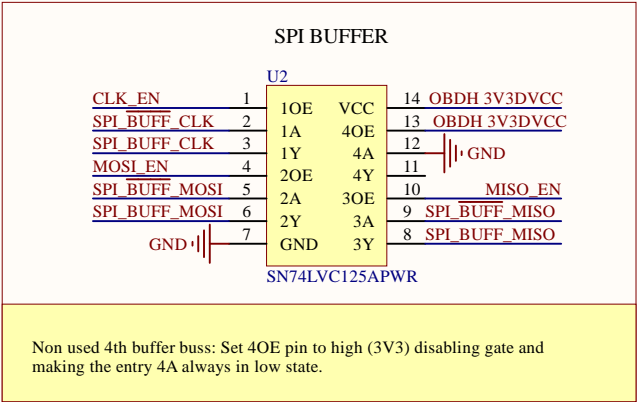 SPI BUFFER
U2
CLK_EN 1 1OE VCC 14 OBDH 3V3DVCC
SPI_BUFF_CLK 2 1A 4OE 13 OBDH 3V3DVCC
SPI_BUFF_CLK 3 1Y 4A 12 GND
MOSI_EN 4 2OE 4Y 11
SPI_BUFF_MOSI 5 2A 3OE 10 MISO_EN
SPI_BUFF_MOSI 6 2Y 3A 9 SPI_BUFF_MISO
GND 7 GND 3Y 8 SPI_BUFF_MISO
SN74LVC125APWR
Non used 4th buffer buss: Set 4OE pin to high (3V3) disabling gate and
making the entry 4A always in low state.